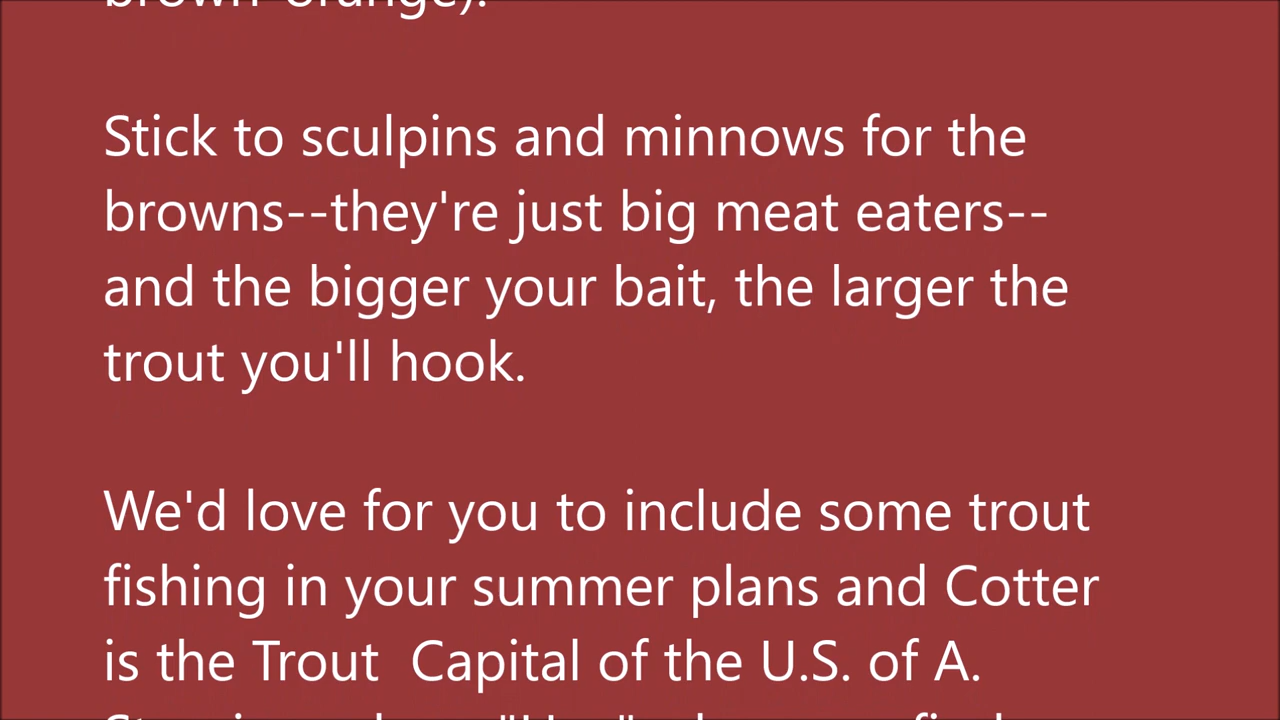 brown-orange).
Stick to sculpins and minnows for the
browns--they're just big meat eaters--
and the bigger your bait, the larger the
trout you'll hook.
We'd love for you to include some trout
fishing in your summer plans and Cotter
is the Trout  Capital of the U.S. of A.